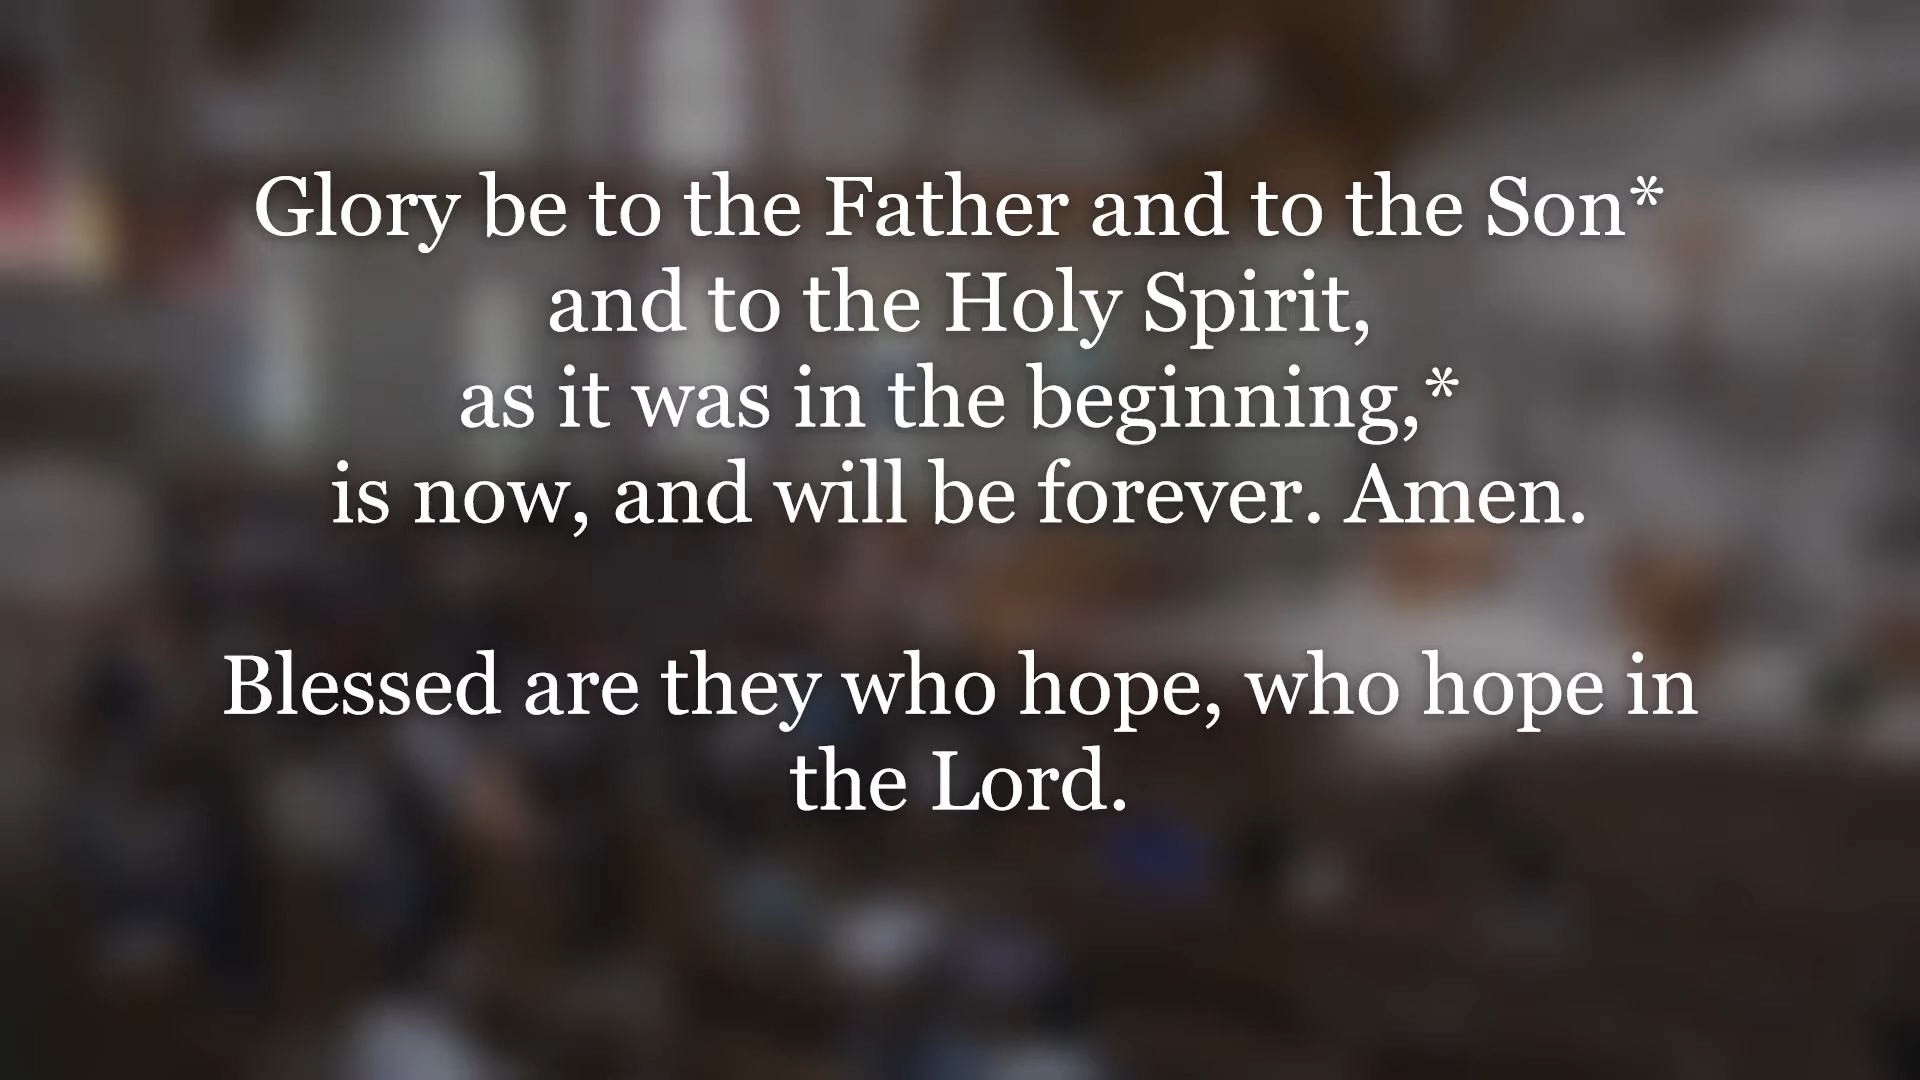 Glory be to the Father and to the Son*
and to the Holy Spirit,
as it was in the beginning,*
is now, and will be forever. Amen.
Blessed are they who hope, who hope in
the Lord.